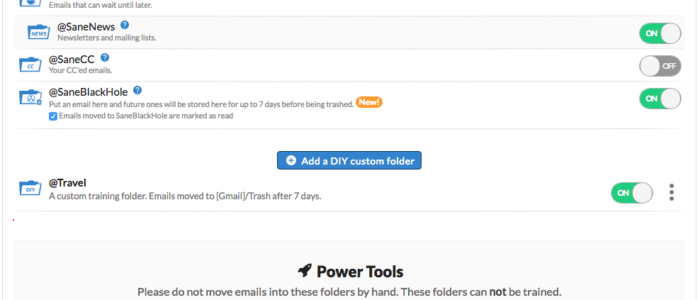 Emails that can wait until later.
@SaneNews ?
NEWS
Newsletters and mailing lists.
ON
@SaneCC ?
CC
Your CC'ed emails.
OFF
@SaneBlackHole ?
Put an email here and future ones will be stored here for up to 7 days before being trashed. New!
Emails moved to SaneBlackHole are marked as read
ON
Add a DIY custom folder
@Travel
DIY
A custom training folder. Emails moved to [Gmail]/Trash after 7 days.
ON
Power Tools
Please do not move emails into these folders by hand. These folders can not be trained.